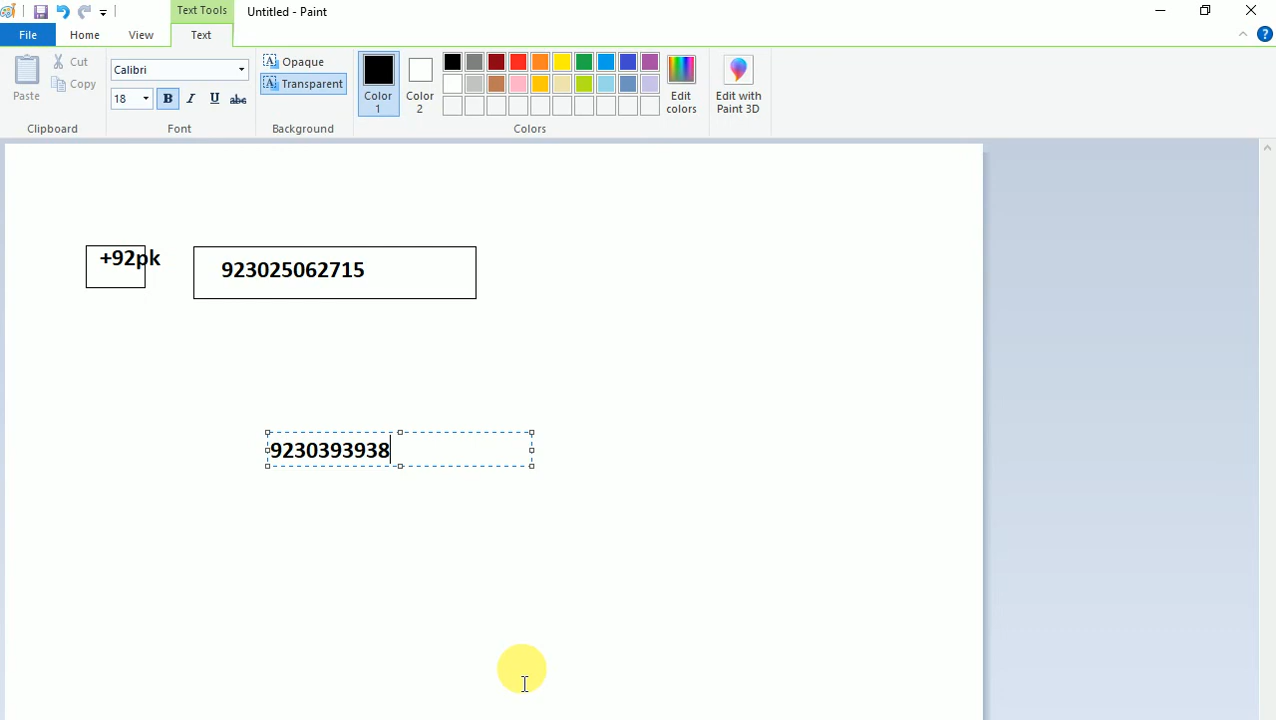 Text Tools
Untitled - Paint
File
Home
View
Text
Paste
Cut
Copy
Clipboard
Calibri
18
B I U abc
Font
Opaque
Transparent
Background
Color 1
Color 2
Edit colors
Colors
Edit with Paint 3D
+92pk
923025062715
9230393938